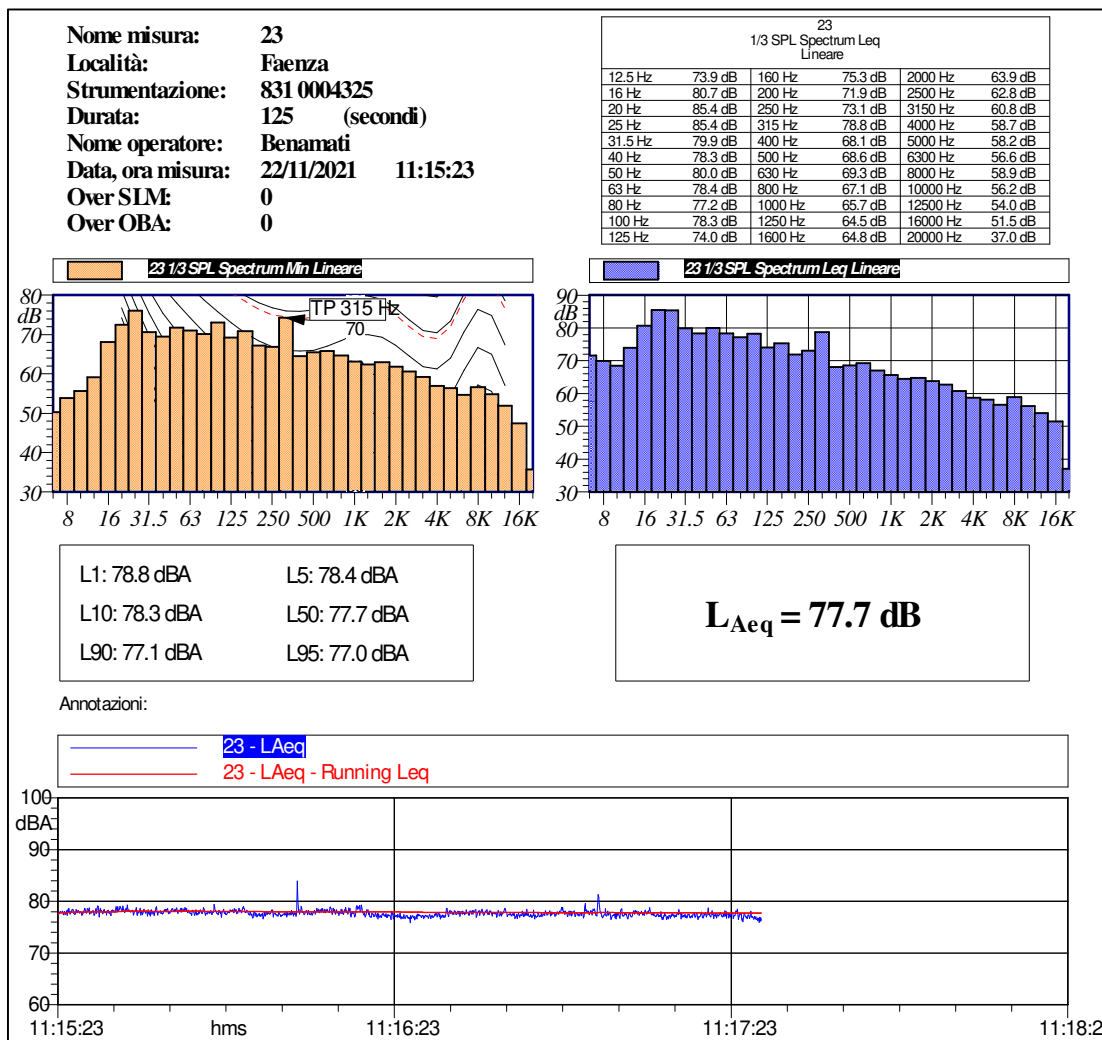 Nome misura: 23
Località: Faenza
Strumentazione: 831 0004325
Durata: 125 (secondi)
Nome operatore: Benamati
Data, ora misura: 22/11/2021 11:15:23
Over SLM: 0
Over OBA: 0
23
1/3 SPL Spectrum Leq
Lineare
12.5 Hz 73.9 dB 160 Hz 75.3 dB 2000 Hz 63.9 dB
16 Hz 80.7 dB 200 Hz 71.9 dB 2500 Hz 62.8 dB
20 Hz 85.4 dB 250 Hz 73.1 dB 3150 Hz 60.8 dB
25 Hz 85.4 dB 315 Hz 78.8 dB 4000 Hz 58.7 dB
31.5 Hz 79.9 dB 400 Hz 68.1 dB 5000 Hz 58.2 dB
40 Hz 78.3 dB 500 Hz 68.6 dB 6300 Hz 56.6 dB
50 Hz 80.0 dB 630 Hz 69.3 dB 8000 Hz 58.9 dB
63 Hz 78.4 dB 800 Hz 67.1 dB 10000 Hz 56.2 dB
80 Hz 77.2 dB 1000 Hz 65.7 dB 12500 Hz 54.0 dB
100 Hz 78.3 dB 1250 Hz 64.5 dB 16000 Hz 51.5 dB
125 Hz 74.0 dB 1600 Hz 64.8 dB 20000 Hz 37.0 dB
23 1/3 SPL Spectrum Min Lineare
80
dB
70
60
50
40
30
TP 315 Hz
70
8 16 31.5 63 125 250 500 1K 2K 4K 8K 16K
23 1/3 SPL Spectrum Leq Lineare
90
dB
80
70
60
50
40
30
8 16 31.5 63 125 250 500 1K 2K 4K 8K 16K
L1: 78.8 dBA L5: 78.4 dBA
L10: 78.3 dBA L50: 77.7 dBA
L90: 77.1 dBA L95: 77.0 dBA
LAeq = 77.7 dB
Annotazioni:
23 - LAeq
23 - LAeq - Running Leq
100
dBA
90
80
70
60
11:15:23 hms 11:16:23 11:17:23 11:18:2